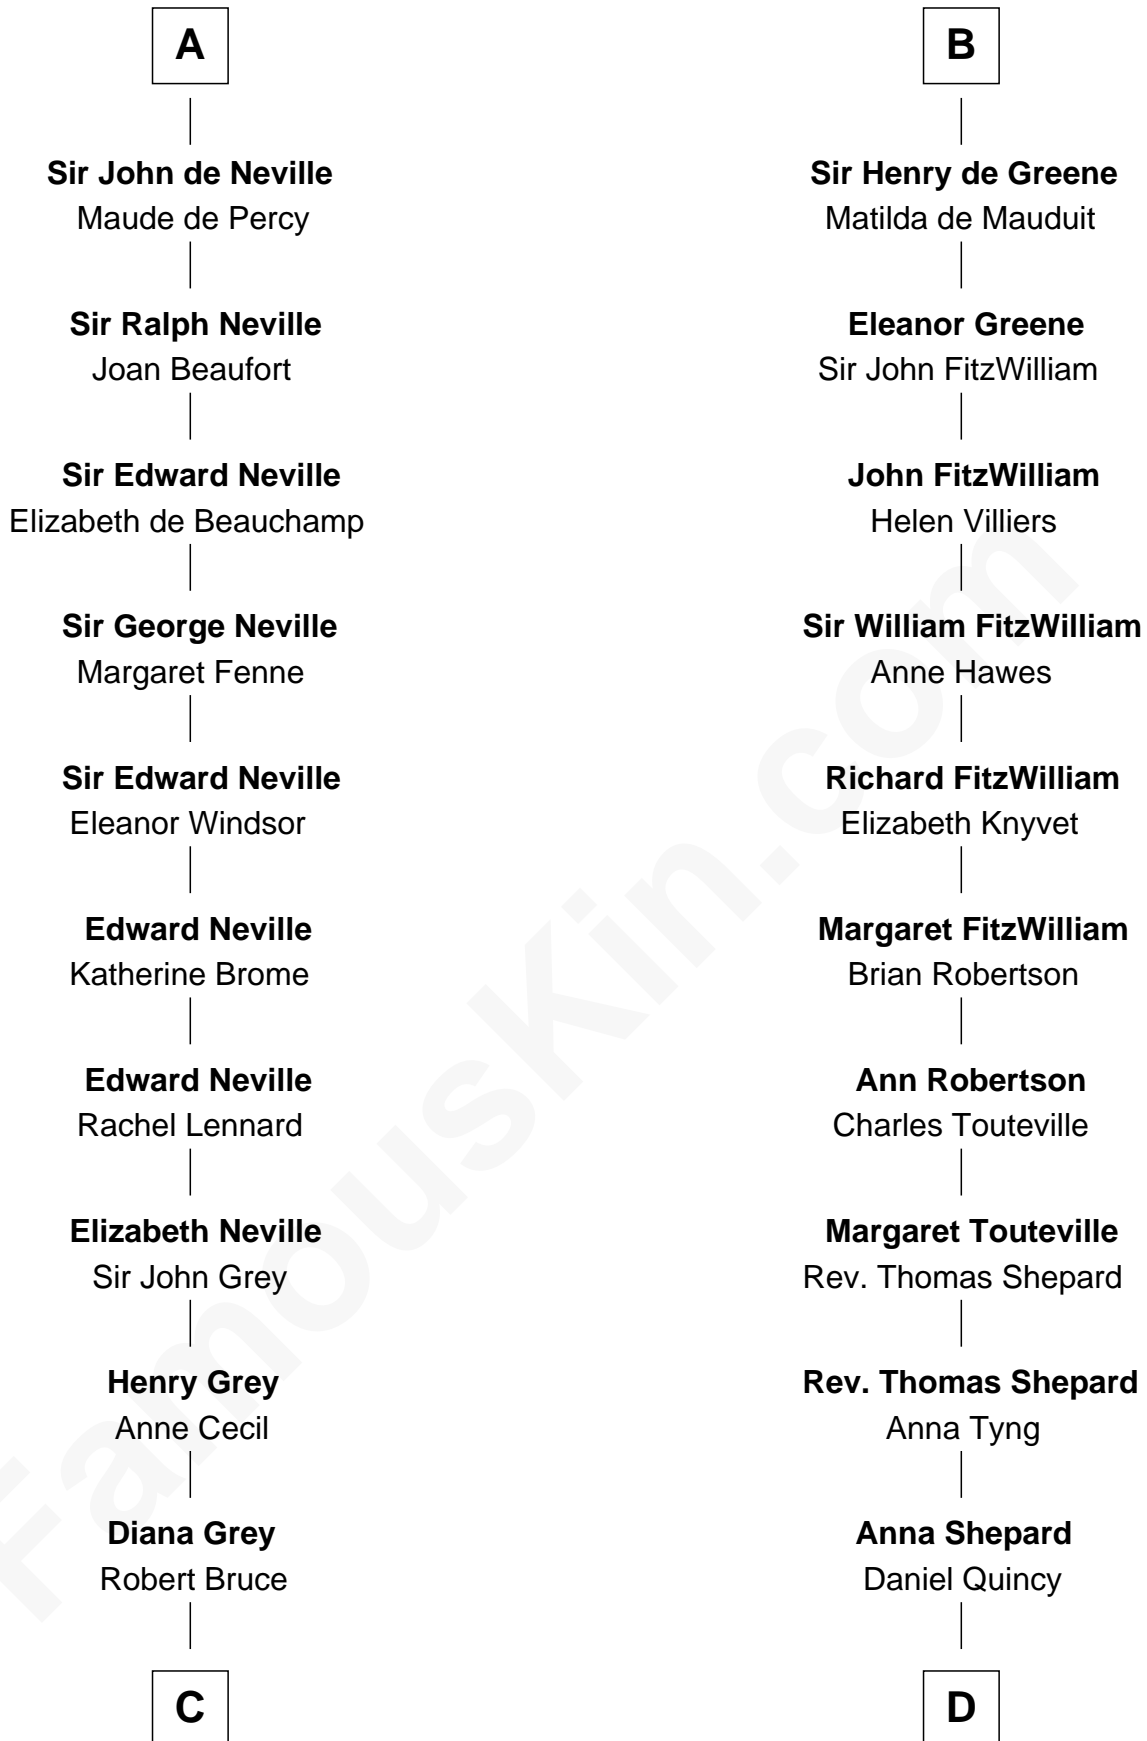 A
Sir John de Neville
Maude de Percy
Sir Ralph Neville
Joan Beaufort
Sir Edward Neville
Elizabeth de Beauchamp
Sir George Neville
Margaret Fenne
Sir Edward Neville
Eleanor Windsor
Edward Neville
Katherine Brome
Edward Neville
Rachel Lennard
Elizabeth Neville
Sir John Grey
Henry Grey
Anne Cecil
Diana Grey
Robert Bruce
C
B
Sir Henry de Greene
Matilda de Mauduit
Eleanor Greene
Sir John FitzWilliam
John FitzWilliam
Helen Villiers
Sir William FitzWilliam
Anne Hawes
Richard FitzWilliam
Elizabeth Knyvet
Margaret FitzWilliam
Brian Robertson
Ann Robertson
Charles Touteville
Margaret Touteville
Rev. Thomas Shepard
Rev. Thomas Shepard
Anna Tyng
Anna Shepard
Daniel Quincy
D
FamousKin.com